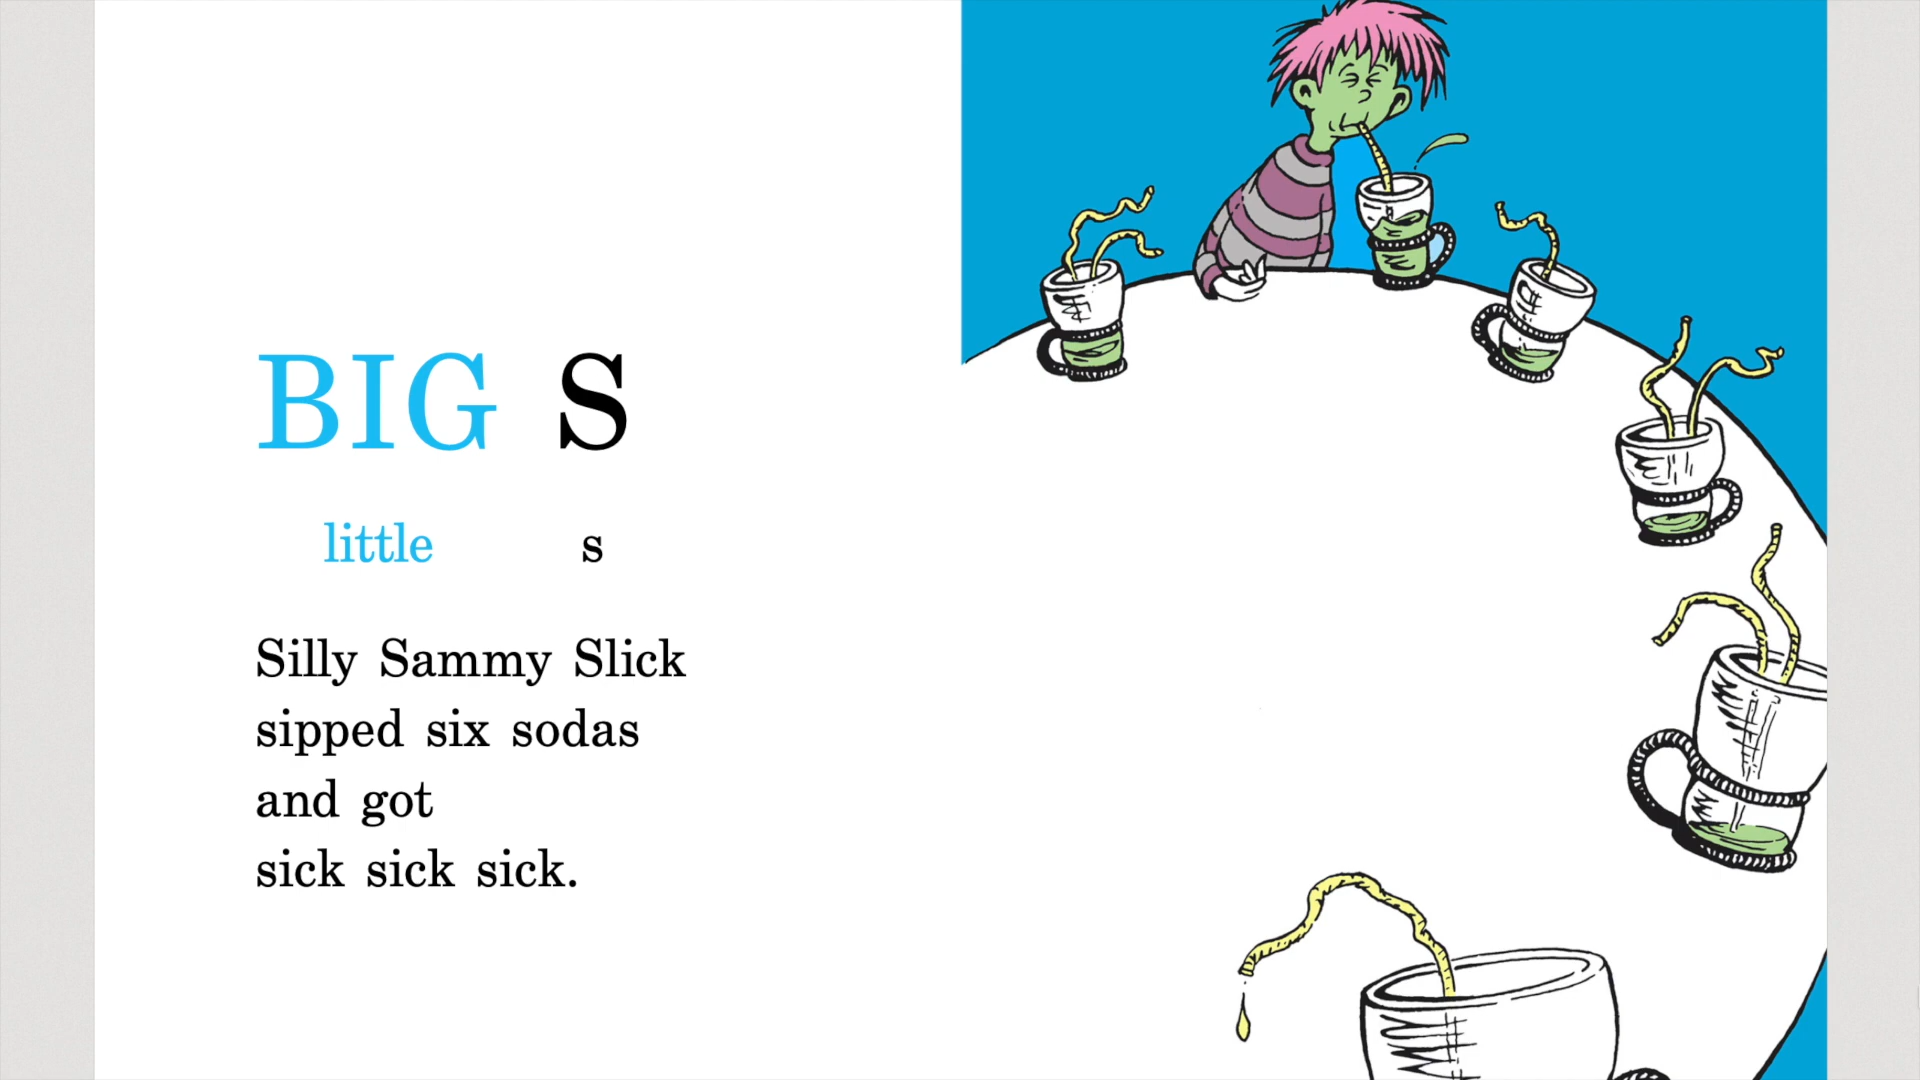 BIG S
little s
Silly Sammy Slick
sipped six sodas
and got
sick sick sick.